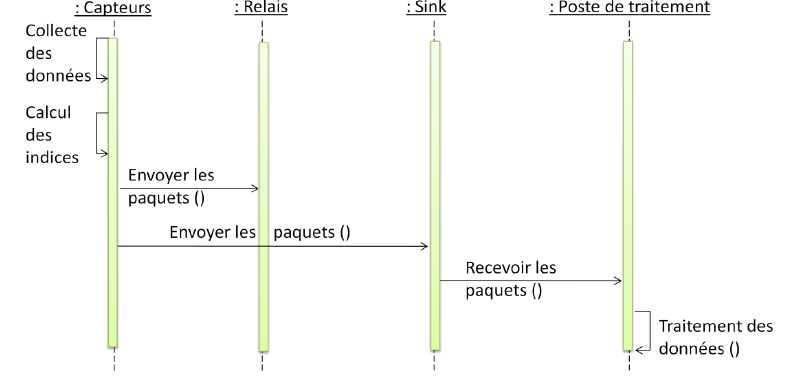 : Capteurs
: Relais
: Sink
: Poste de traitement
Collecte
des
données
Calcul
des
indices
Envoyer les
paquets ()
Envoyer les paquets ()
Recevoir les
paquets ()
Traitement des
données ()